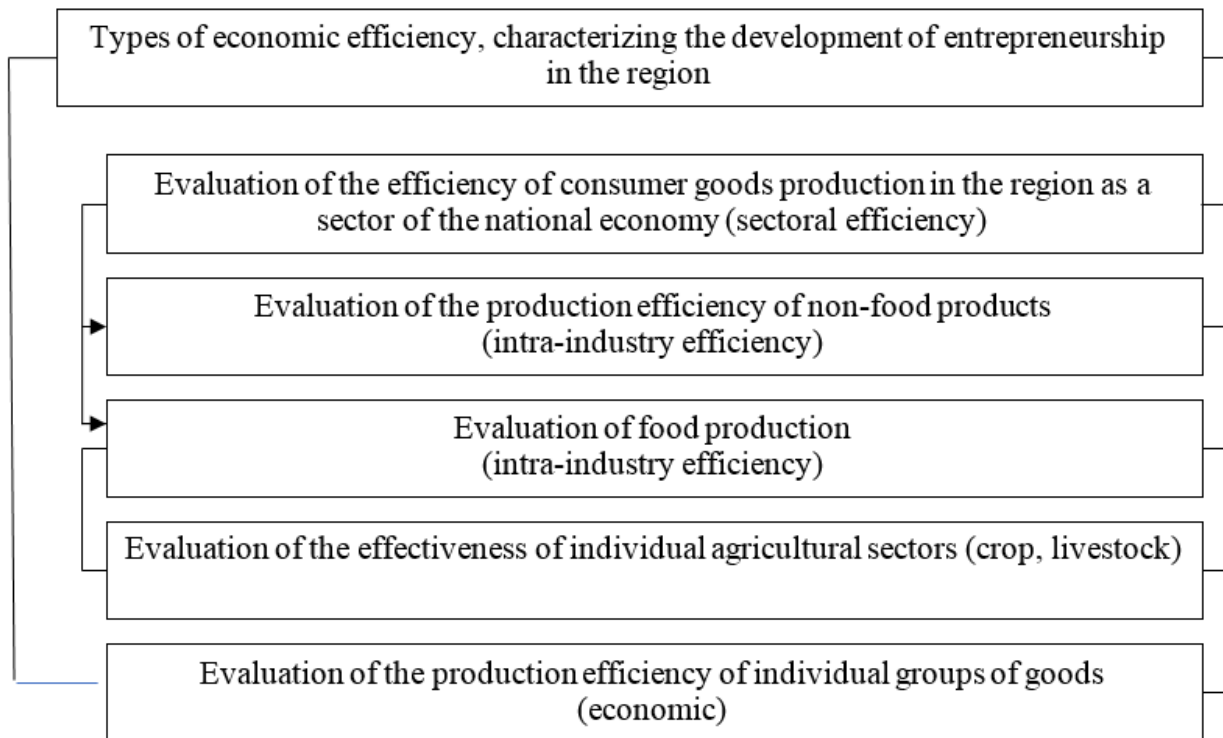 Types of economic efficiency, characterizing the development of entrepreneurship
in the region
Evaluation of the efficiency of consumer goods production in the region as a
sector of the national economy (sectoral efficiency)
Evaluation of the production efficiency of non-food products
(intra-industry efficiency)
Evaluation of food production
(intra-industry efficiency)
Evaluation of the effectiveness of individual agricultural sectors (crop, livestock)
Evaluation of the production efficiency of individual groups of goods
(economic)